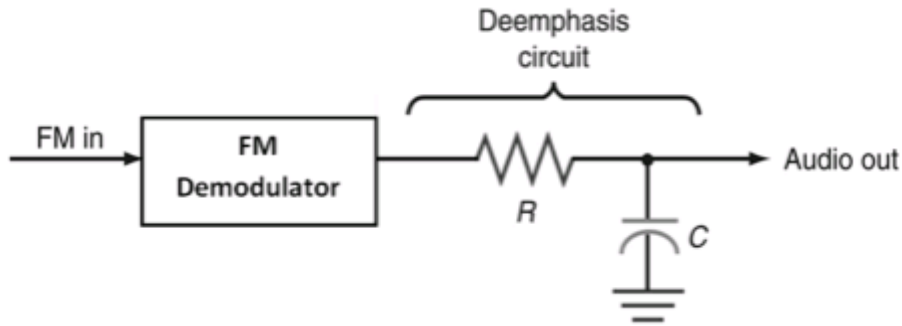 Deemphasis
circuit
FM in
FM
Demodulator
Audio out
R
C